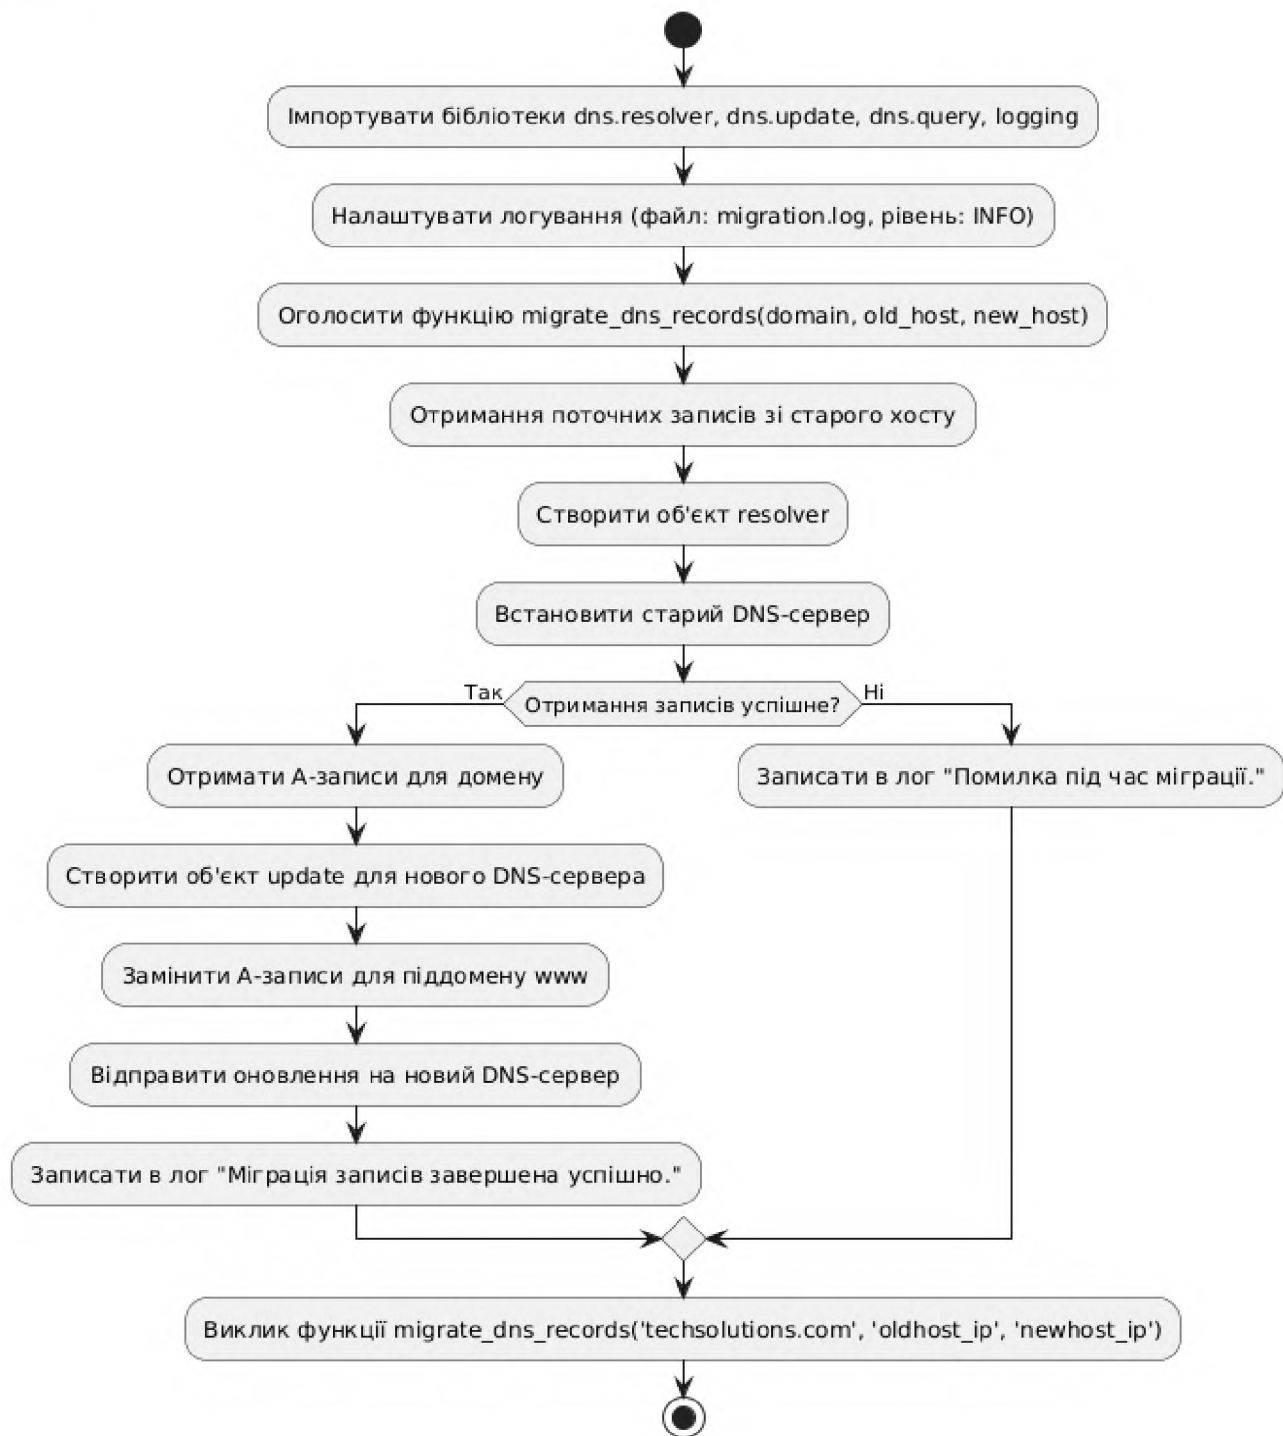 Імпортувати бібліотеки dns.resolver, dns.update, dns.query, logging
Налаштувати логування (файл: migration.log, рівень: INFO)
Оголосити функцію migrate_dns_records(domain, old_host, new_host)
Отримання поточних записів зі старого хосту
Створити об'єкт resolver
Встановити старий DNS-сервер
Так
Отримання записів успішне?
Ні
Отримати A-записи для домену
Записати в лог "Помилка під час міграції."
Створити об'єкт update для нового DNS-сервера
Замінити A-записи для піддомену www
Відправити оновлення на новий DNS-сервер
Записати в лог "Міграція записів завершена успішно."
Виклик функції migrate_dns_records('techsolutions.com', 'oldhost_ip', 'newhost_ip')